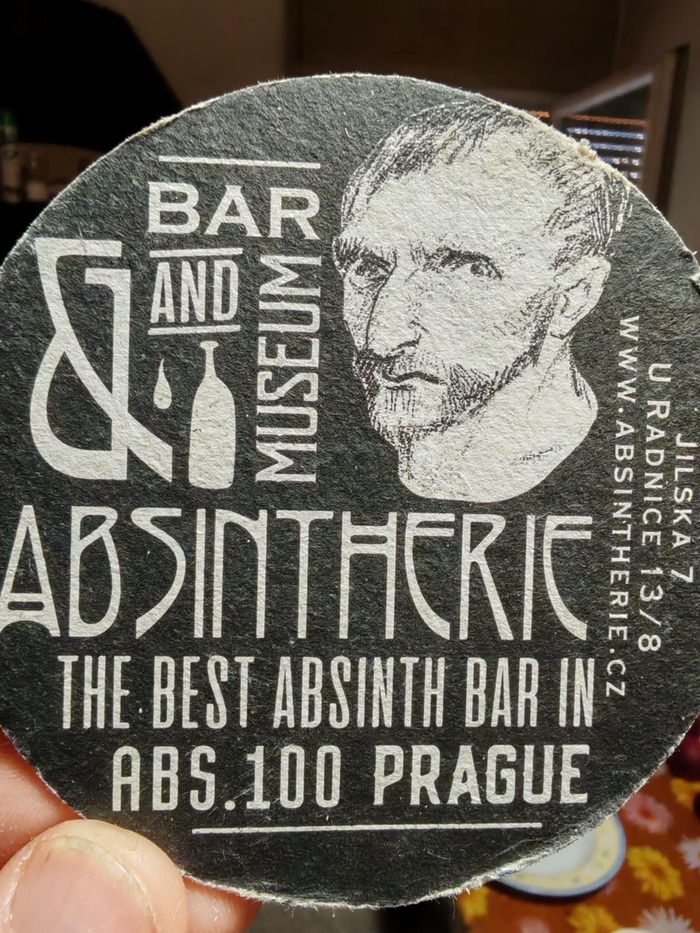 BAR
&
AND
MUSEUM
ABSINTHERIE
THE BEST ABSINTH BAR IN
ABS.100 PRAGUE
JILSKA 7
U RADNICE 13/8
WWW.ABSINTHERIE.CZ